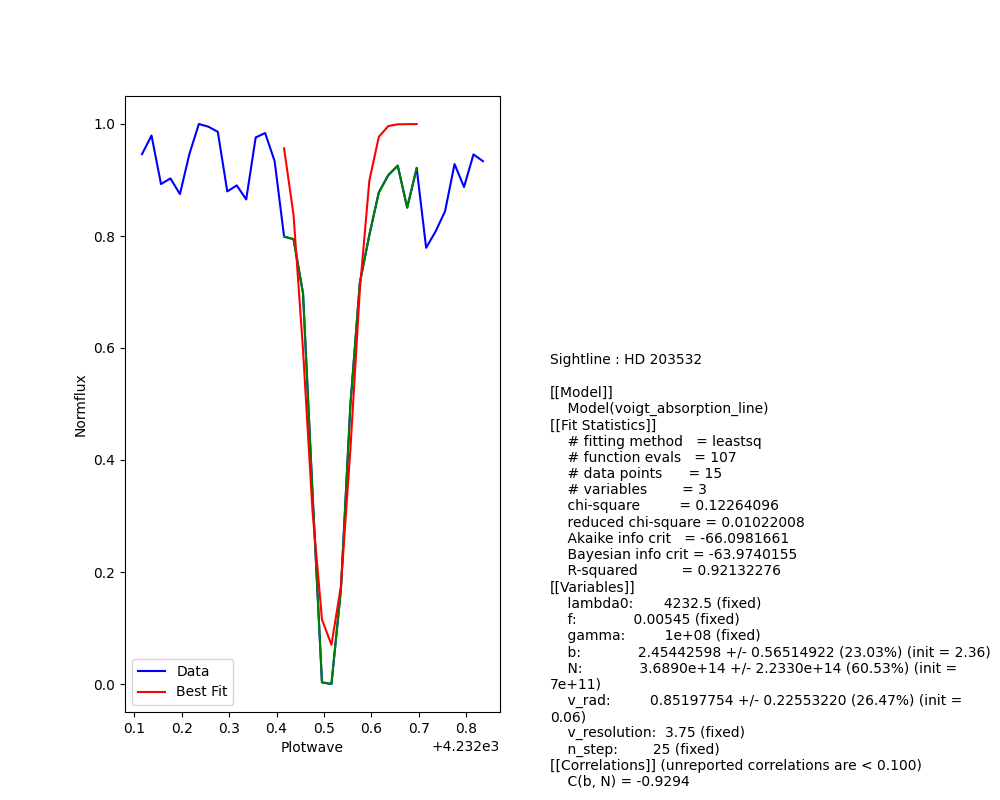 1.0
0.8
0.6
0.4
0.2
0.0
Normflux
Data
Best Fit
0.1 0.2 0.3 0.4 0.5 0.6 0.7 0.8
Plotwave
+4.232e3
Sightline : HD 203532
[[Model]]
Model(voigt_absorption_line)
[[Fit Statistics]]
# fitting method = leastsq
# function evals = 107
# data points = 15
# variables = 3
chi-square = 0.12264096
reduced chi-square = 0.01022008
Akaike info crit = -66.0981661
Bayesian info crit = -63.9740155
R-squared = 0.92132276
[[Variables]]
lambda0: 4232.5 (fixed)
f: 0.00545 (fixed)
gamma: 1e+08 (fixed)
b: 2.45442598 +/- 0.56514922 (23.03%) (init = 2.36)
N: 3.6890e+14 +/- 2.2330e+14 (60.53%) (init =
7e+11)
v_rad: 0.85197754 +/- 0.22553220 (26.47%) (init =
0.06)
v_resolution: 3.75 (fixed)
n_step: 25 (fixed)
[[Correlations]] (unreported correlations are < 0.100)
C(b, N) = -0.9294